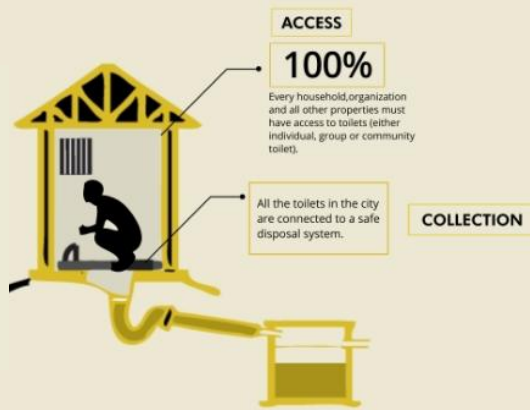 ACCESS
100%
Every household,organization
and all other properties must
have access to toilets (either
individual, group or community
toilet).
All the toilets in the city
are connected to a safe
disposal system.
COLLECTION